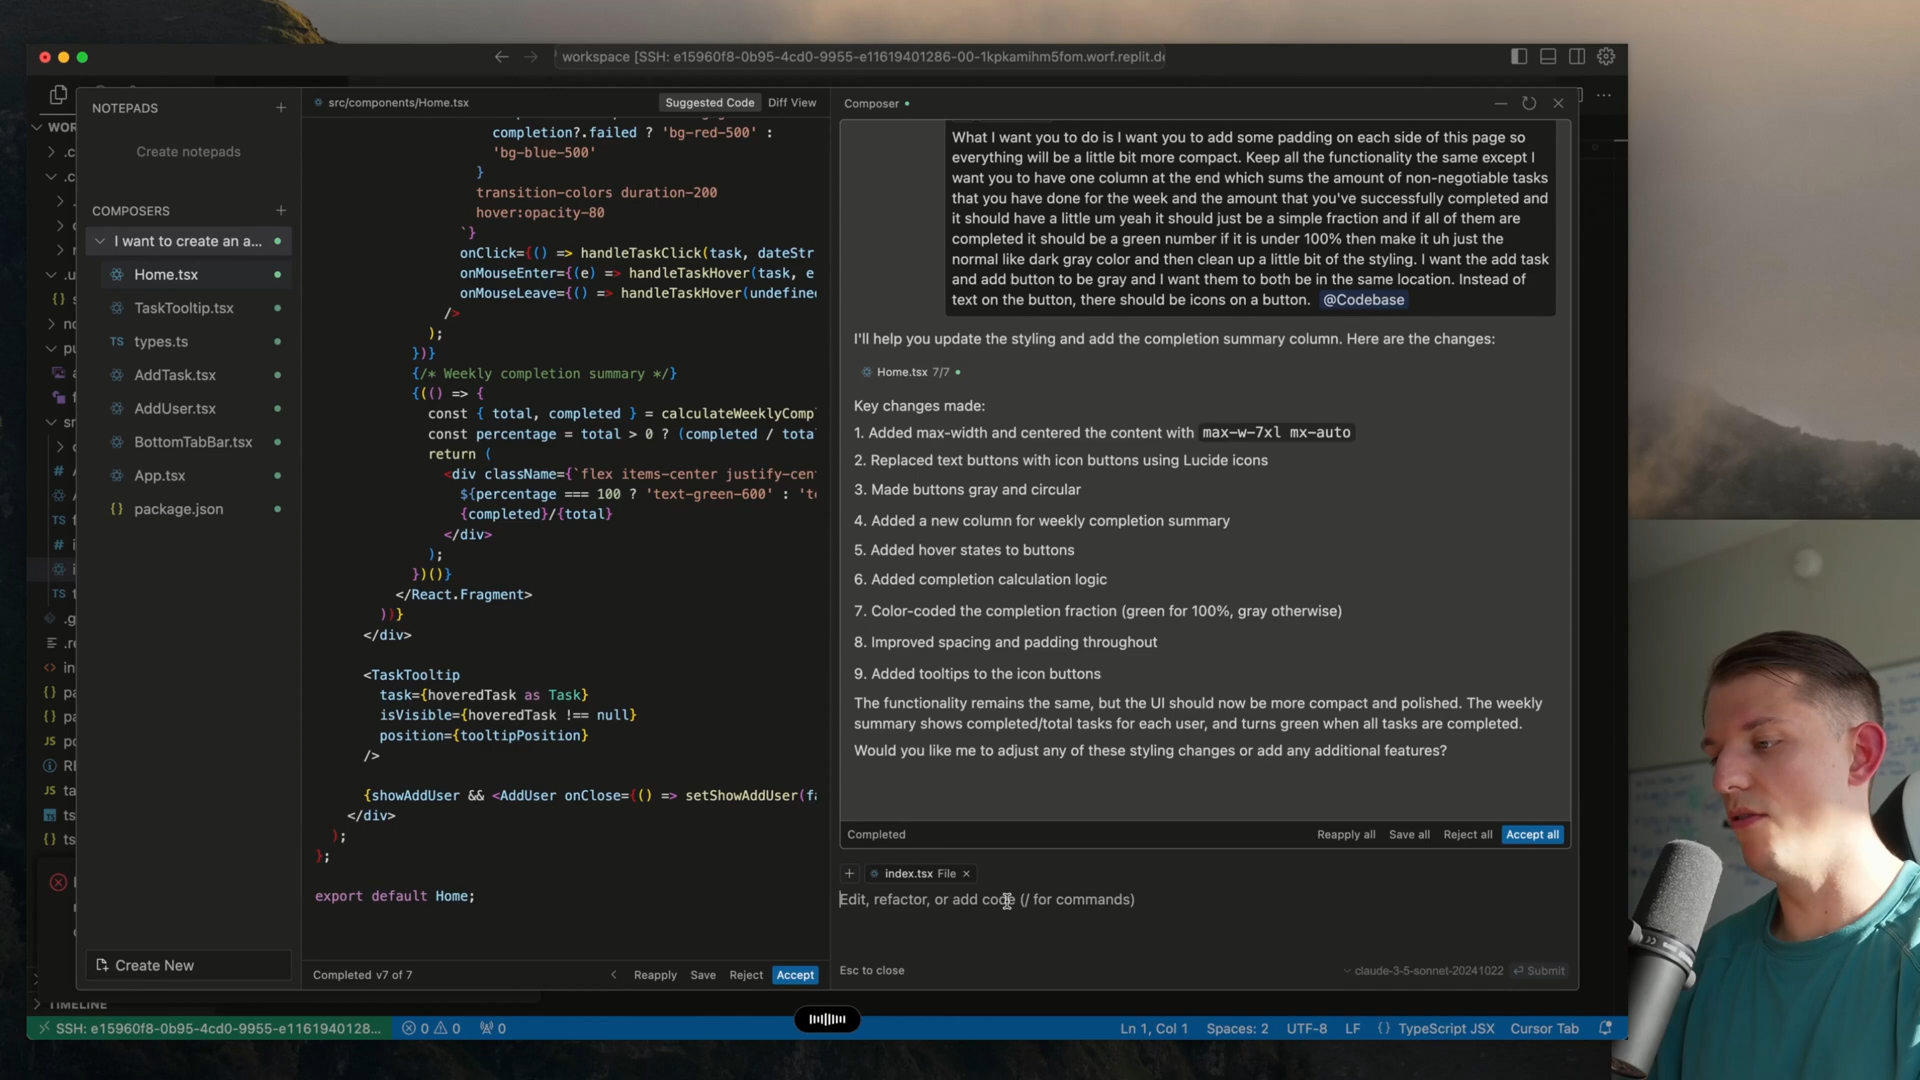 workspace [SSH: e15960f8-0b95-4cd0-9955-e11619401286-00-1kpkamihm5fom.worf.replit.de
NOTEPADS
Create notepads
COMPOSERS
I want to create an a...
Home.tsx
TaskTooltip.tsx
types.ts
AddTask.tsx
AddUser.tsx
BottomTabBar.tsx
App.tsx
package.json
Create New
TIMELINE
src/components/Home.tsx
Suggested Code
Diff View
completion?.failed ? 'bg-red-500' :
'bg-blue-500'
}
transition-colors duration-200
hover:opacity-80
`}
onClick={() => handleTaskClick(task, dateStr
onMouseEnter={(e) => handleTaskHover(task, e
onMouseLeave={() => handleTaskHover(undefined
/>
);
})}
{/* Weekly completion summary */}
{(() => {
const { total, completed } = calculateWeeklyComp
const percentage = total > 0 ? (completed / tota
return (
<div className={`flex items-center justify-cen
${percentage === 100 ? 'text-green-600' : 'te
{completed}/{total}
</div>
);
})()}
</React.Fragment>
))}
</div>
<TaskTooltip
task={hoveredTask as Task}
isVisible={hoveredTask !== null}
position={tooltipPosition}
/>
{showAddUser && <AddUser onClose={() => setShowAddUser(fa
</div>
);
};
export default Home;
Completed v7 of 7
Reapply
Save
Reject
Accept
Composer
What I want you to do is I want you to add some padding on each side of this page so
everything will be a little bit more compact. Keep all the functionality the same except I
want you to have one column at the end which sums the amount of non-negotiable tasks
that you have done for the week and the amount that you've successfully completed and
it should have a little um yeah it should just be a simple fraction and if all of them are
completed it should be a green number if it is under 100% then make it uh just the
normal like dark gray color and then clean up a little bit of the styling. I want the add task
and add button to be gray and I want them to both be in the same location. Instead of
text on the button, there should be icons on a button. @Codebase
I'll help you update the styling and add the completion summary column. Here are the changes:
Home.tsx 7/7
Key changes made:
1. Added max-width and centered the content with max-w-7xl mx-auto
2. Replaced text buttons with icon buttons using Lucide icons
3. Made buttons gray and circular
4. Added a new column for weekly completion summary
5. Added hover states to buttons
6. Added completion calculation logic
7. Color-coded the completion fraction (green for 100%, gray otherwise)
8. Improved spacing and padding throughout
9. Added tooltips to the icon buttons
The functionality remains the same, but the UI should now be more compact and polished. The weekly
summary shows completed/total tasks for each user, and turns green when all tasks are completed.
Would you like me to adjust any of these styling changes or add any additional features?
Completed
Reapply all
Save all
Reject all
Accept all
index.tsx File
Edit, refactor, or add code (/ for commands)
Esc to close
claude-3-5-sonnet-20241022
Submit
SSH: e15960f8-0b95-4cd0-9955-e1161940128...
0
0
0
Ln 1, Col 1
Spaces: 2
UTF-8
LF
{} TypeScript JSX
Cursor Tab